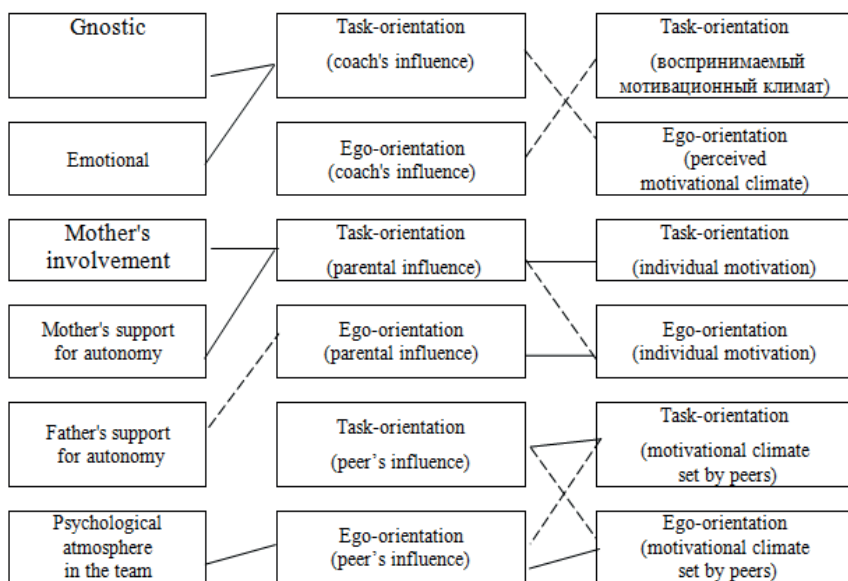 Gnostic
Task-orientation
(coach's influence)
Task-orientation
(воспринимаемый
мотивационный климат)
Emotional
Ego-orientation
(coach's influence)
Ego-orientation
(perceived
motivational climate)
Mother's
involvement
Task-orientation
(parental influence)
Task-orientation
(individual motivation)
Mother's support
for autonomy
Ego-orientation
(parental influence)
Ego-orientation
(individual motivation)
Father's support
for autonomy
Task-orientation
(peer’s influence)
Task-orientation
(motivational climate
set by peers)
Psychological
atmosphere
in the team
Ego-orientation
(peer's influence)
Ego-orientation
(motivational climate
set by peers)